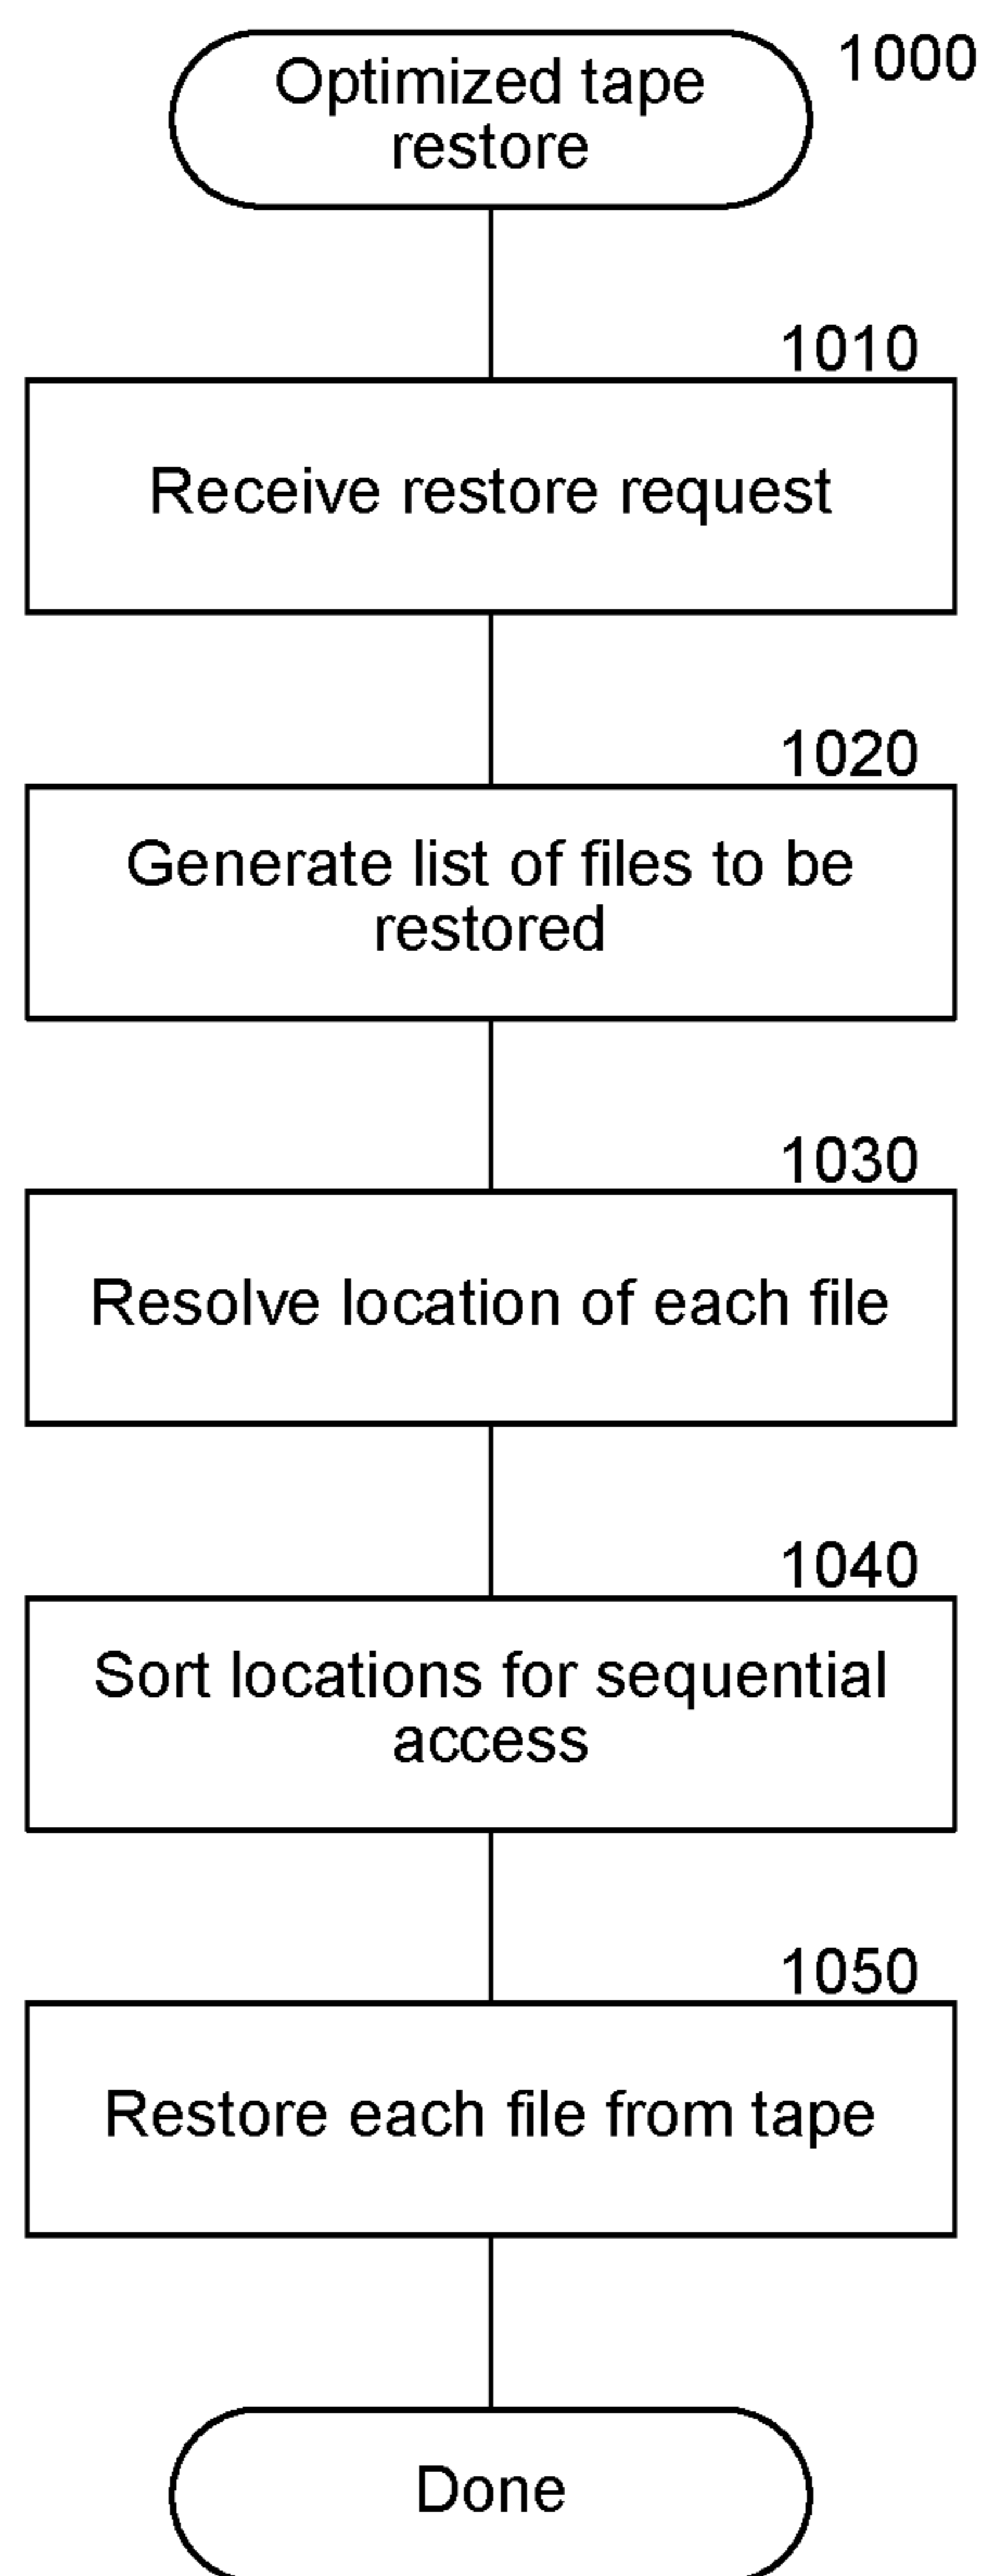 Optimized tape
restore
1000
1010
Receive restore request
1020
Generate list of files to be
restored
1030
Resolve location of each file
1040
Sort locations for sequential
access
1050
Restore each file from tape
Done